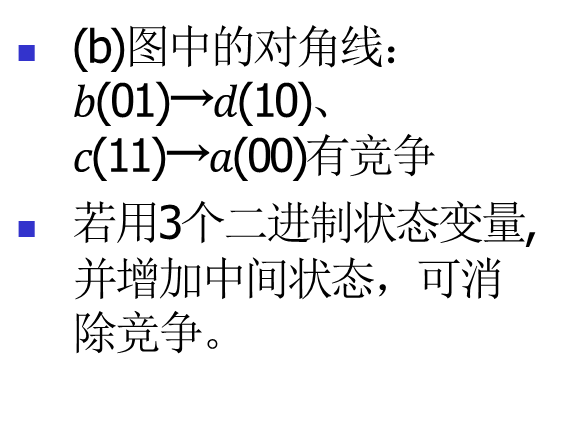 (b)图中的对角线：
b(01)→d(10)、
c(11)→a(00)有竞争
若用3个二进制状态变量,
并增加中间状态，可消
除竞争。